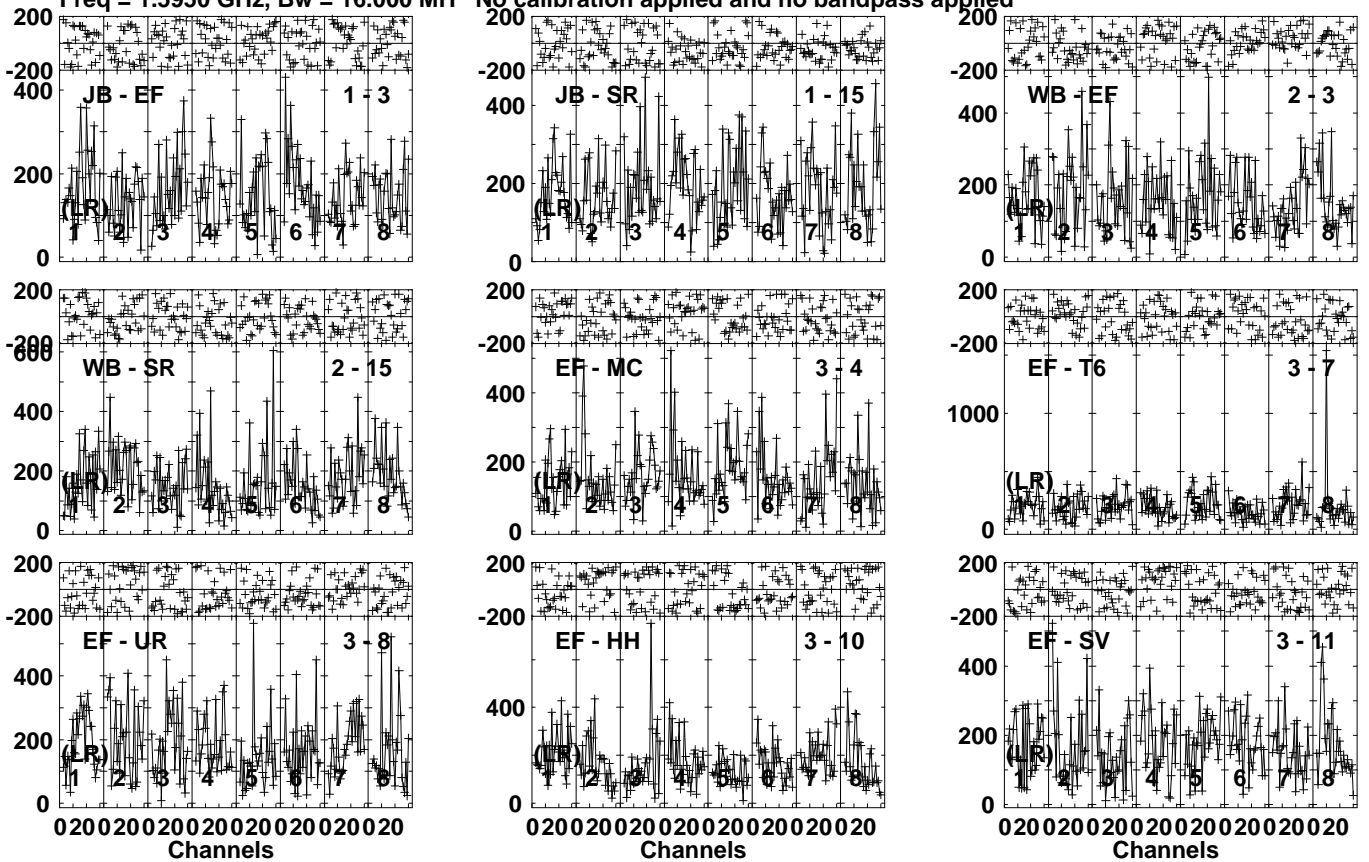 Freq = 1.5950 GHz, Bw = 16.000 MH No calibration applied and no bandpass applied
200 200 200
-200 -200 -200
JB - EF 1 - 3 JB - SR 1 - 15 WB - EF 2 - 3
400 400 400
200 200 200
(LR) (LR) (LR)
1 2 3 4 5 6 7 8 1 2 3 4 5 6 7 8 1 2 3 4 5 6 7 8
0 0 0
200 200 200
-200 -200 -200
600
WB - SR 2 - 15 EF - MC 3 - 4 EF - T6 3 - 7
400 400 1000
200 200
(LR) (LR) (LR)
1 2 3 4 5 6 7 8 1 2 3 4 5 6 7 8 1 2 3 4 5 6 7 8
0 0 0
200 200 200
-200 -200 -200
EF - UR 3 - 8 EF - HH 3 - 10 EF - SV 3 - 11
400 400 400
200 200
(LR) (LR) (LR)
1 2 3 4 5 6 7 8 1 2 3 4 5 6 7 8 1 2 3 4 5 6 7 8
0 0 0
0 20 0 20 0 20 0 20 0 20 0 20 0 20 0 20 0 20 0 20 0 20 0 20 0 20 0 20 0 20 0 20 0 20 0 20 0 20 0 20 0 20 0 20 0 20 0 20
Channels Channels Channels